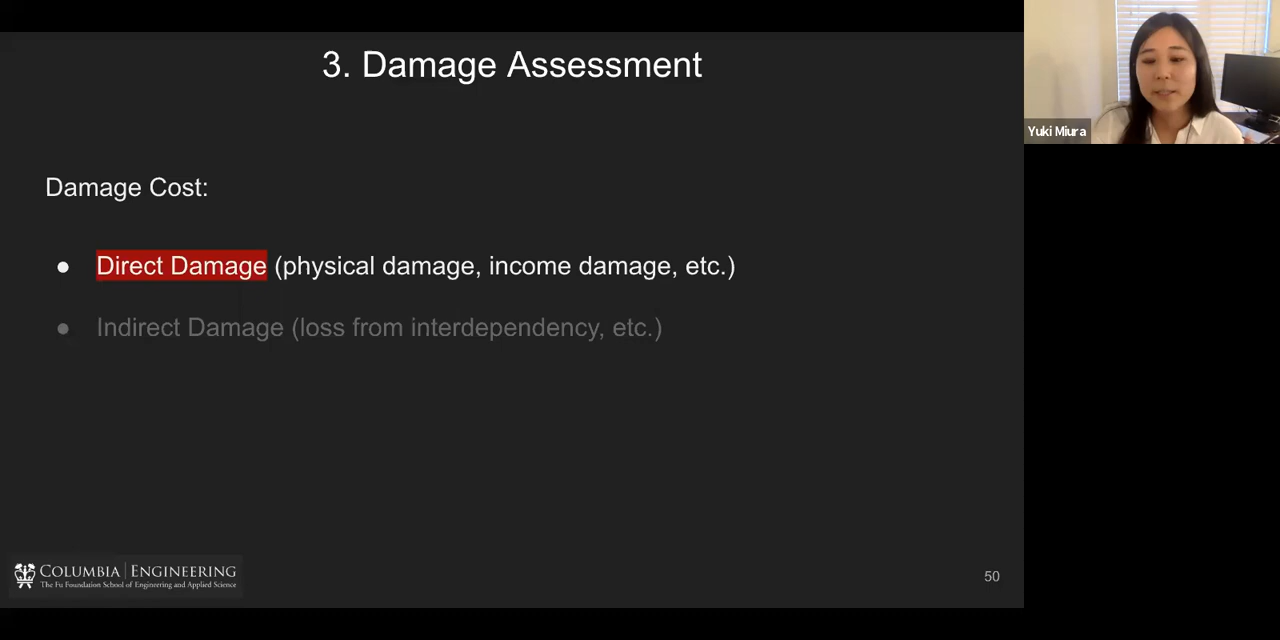 3. Damage Assessment
Yuki Miura
Damage Cost:
● Direct Damage (physical damage, income damage, etc.)
● Indirect Damage (loss from interdependency, etc.)
COLUMBIA | ENGINEERING
The Fu Foundation School of Engineering and Applied Science
50